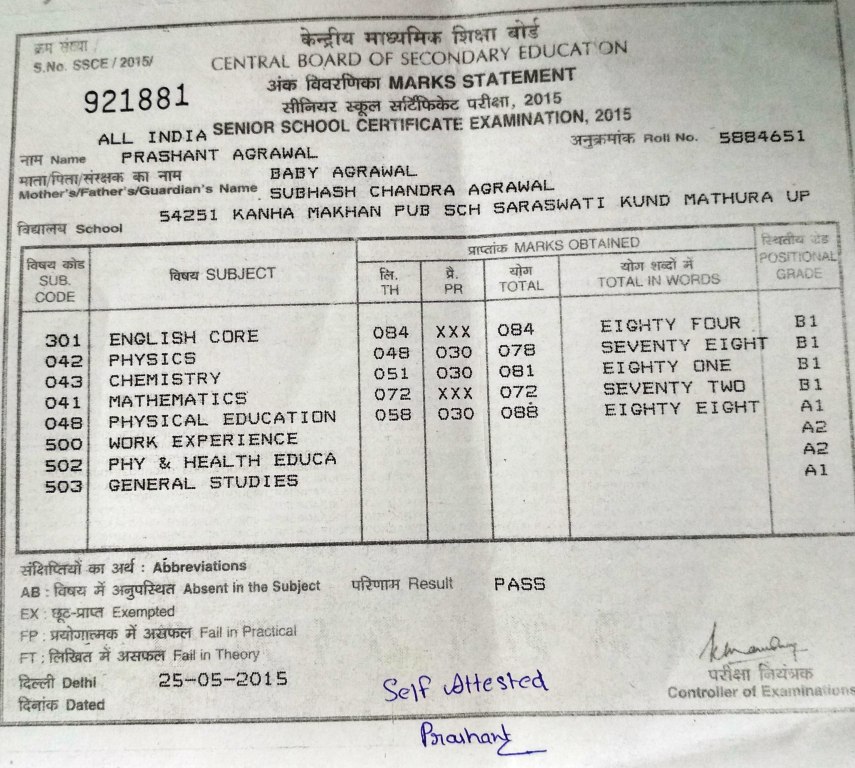 केन्द्रीय माध्यमिक शिक्षा बोर्ड
क्रम संख्या /
S.No. SSCE / 2015/
CENTRAL BOARD OF SECONDARY EDUCATION
921881
अंक विवरणिका MARKS STATEMENT
सीनियर स्कूल सर्टिफिकेट परीक्षा, 2015
ALL INDIA SENIOR SCHOOL CERTIFICATE EXAMINATION, 2015
अनुक्रमांक Roll No. 5884651
नाम Name PRASHANT AGRAWAL
माता/पिता/संरक्षक का नाम BABY AGRAWAL
Mother's/Father's/Guardian's Name SUBHASH CHANDRA AGRAWAL
विद्यालय School 54251 KANHA MAKHAN PUB SCH SARASWATI KUND MATHURA UP
विषय कोड SUB. CODE विषय SUBJECT प्राप्तांक MARKS OBTAINED स्थितीय ग्रेड POSITIONAL GRADE
लि. TH प्रै. PR योग TOTAL योग शब्दों में TOTAL IN WORDS
301 ENGLISH CORE 084 XXX 084 EIGHTY FOUR B1
042 PHYSICS 048 030 078 SEVENTY EIGHT B1
043 CHEMISTRY 051 030 081 EIGHTY ONE B1
041 MATHEMATICS 072 XXX 072 SEVENTY TWO B1
048 PHYSICAL EDUCATION 058 030 088 EIGHTY EIGHT A1
500 WORK EXPERIENCE A2
502 PHY & HEALTH EDUCA A2
503 GENERAL STUDIES A1
संक्षिप्तियों का अर्थ : Abbreviations
AB : विषय में अनुपस्थित Absent in the Subject परिणाम Result PASS
EX : छूट-प्राप्त Exempted
FP : प्रयोगात्मक में असफल Fail in Practical
FT : लिखित में असफल Fail in Theory
दिल्ली Delhi 25-05-2015
दिनांक Dated
परीक्षा नियंत्रक
Controller of Examinations
Self Attested
Prashant